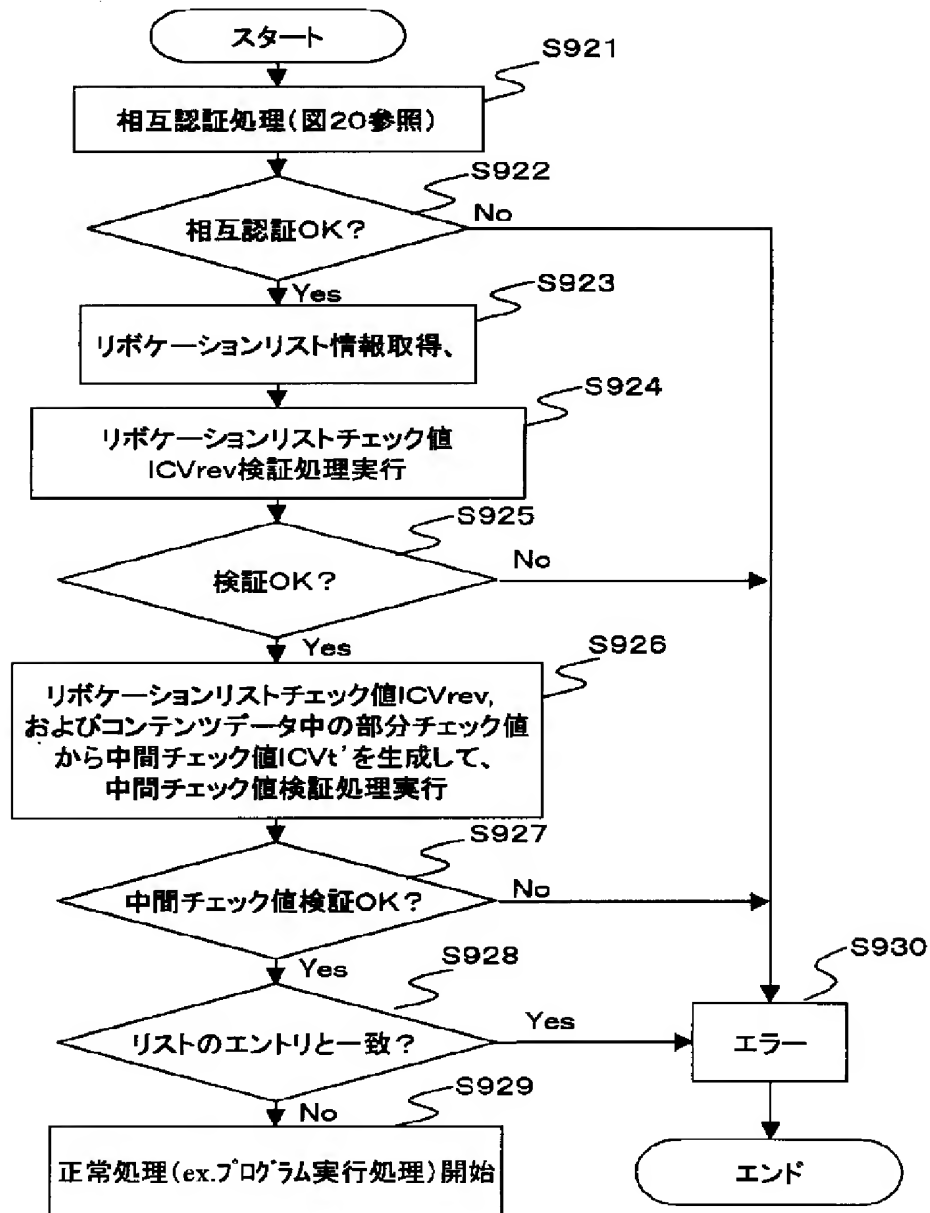 スタート
S921
相互認証処理(図20参照)
S922
相互認証OK?
No
Yes
S923
リボケーションリスト情報取得、
S924
リボケーションリストチェック値
ICVrev検証処理実行
S925
検証OK?
No
Yes
S926
リボケーションリストチェック値ICVrev,
およびコンテンツデータ中の部分チェック値
から中間チェック値ICVt'を生成して、
中間チェック値検証処理実行
S927
中間チェック値検証OK?
No
Yes
S928
リストのエントリと一致?
Yes
No
S930
エラー
S929
正常処理(ex.プログラム実行処理)開始
エンド